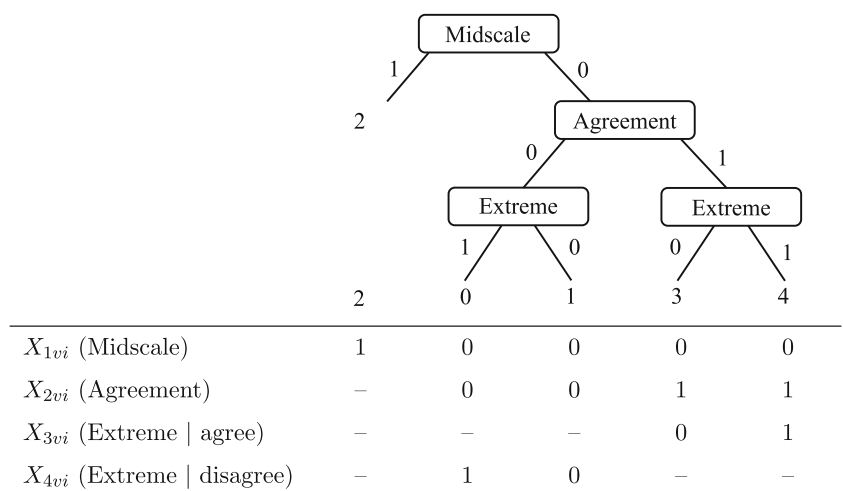 Midscale
1 0
2 Agreement
0 1
Extreme Extreme
1 0 0 1
2 0 1 3 4
X1vi (Midscale) 1 0 0 0 0
X2vi (Agreement) – 0 0 1 1
X3vi (Extreme | agree) – – – 0 1
X4vi (Extreme | disagree) – 1 0 – –